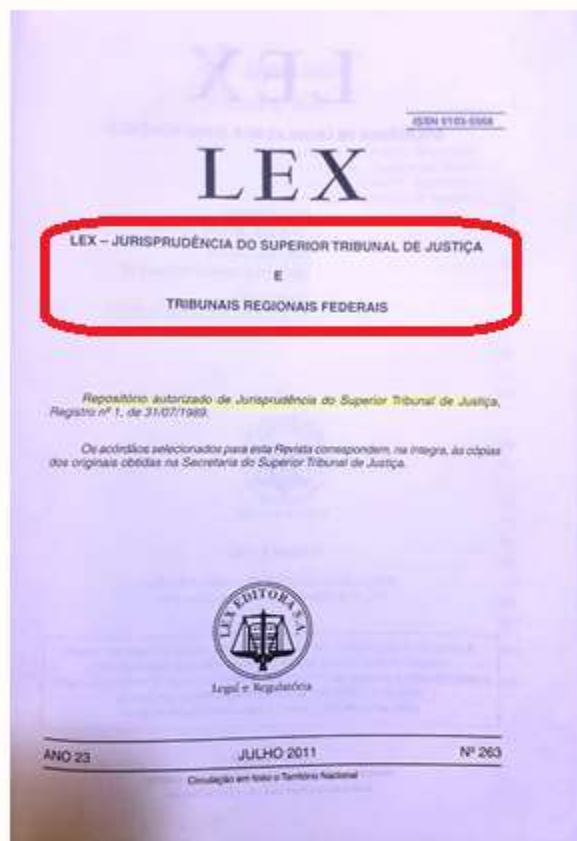 ISSN 0103-5568
LEX
LEX – JURISPRUDÊNCIA DO SUPERIOR TRIBUNAL DE JUSTIÇA
E
TRIBUNAIS REGIONAIS FEDERAIS
Repositório autorizado de Jurisprudência do Superior Tribunal de Justiça,
Registro nº 1, de 31/07/1989.
Os acórdãos selecionados para esta Revista correspondem, na íntegra, às cópias
dos originais obtidas na Secretaria do Superior Tribunal de Justiça.
LEX EDITORA S.A.
Legal e Regulatória
ANO 23 JULHO 2011 Nº 263
Circulação em todo o Território Nacional